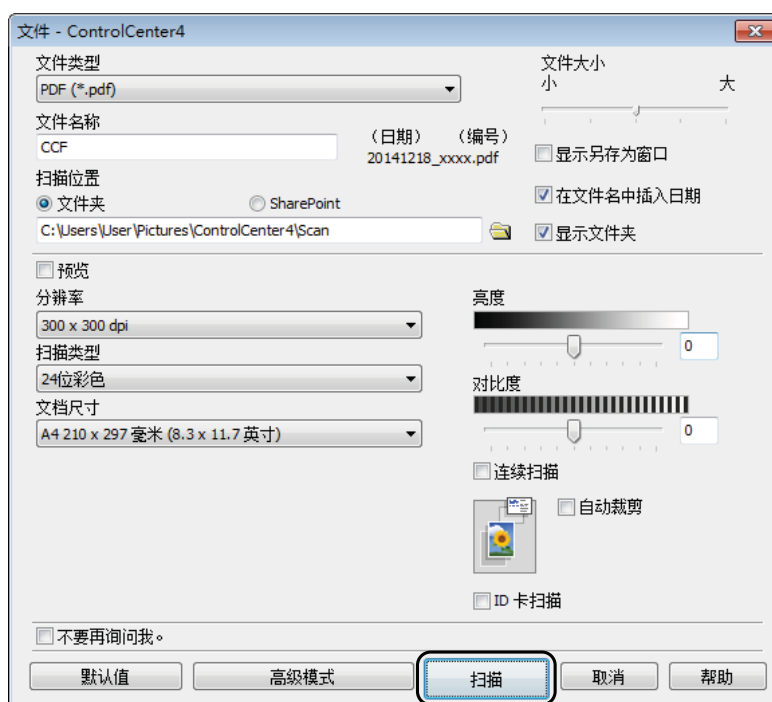 文件 - ControlCenter4
文件类型
PDF (*.pdf)
文件大小
小 大
文件名称
CCF
（日期） （编号）
20141218_xxxx.pdf
显示另存为窗口
扫描位置
文件夹 SharePoint
在文件名中插入日期
C:\Users\User\Pictures\ControlCenter4\Scan
显示文件夹
预览
分辨率
300 x 300 dpi
扫描类型
24位彩色
文档尺寸
A4 210 x 297 毫米 (8.3 x 11.7 英寸)
亮度
0
对比度
0
连续扫描
自动裁剪
ID 卡扫描
不要再询问我。
默认值 高级模式 扫描 取消 帮助